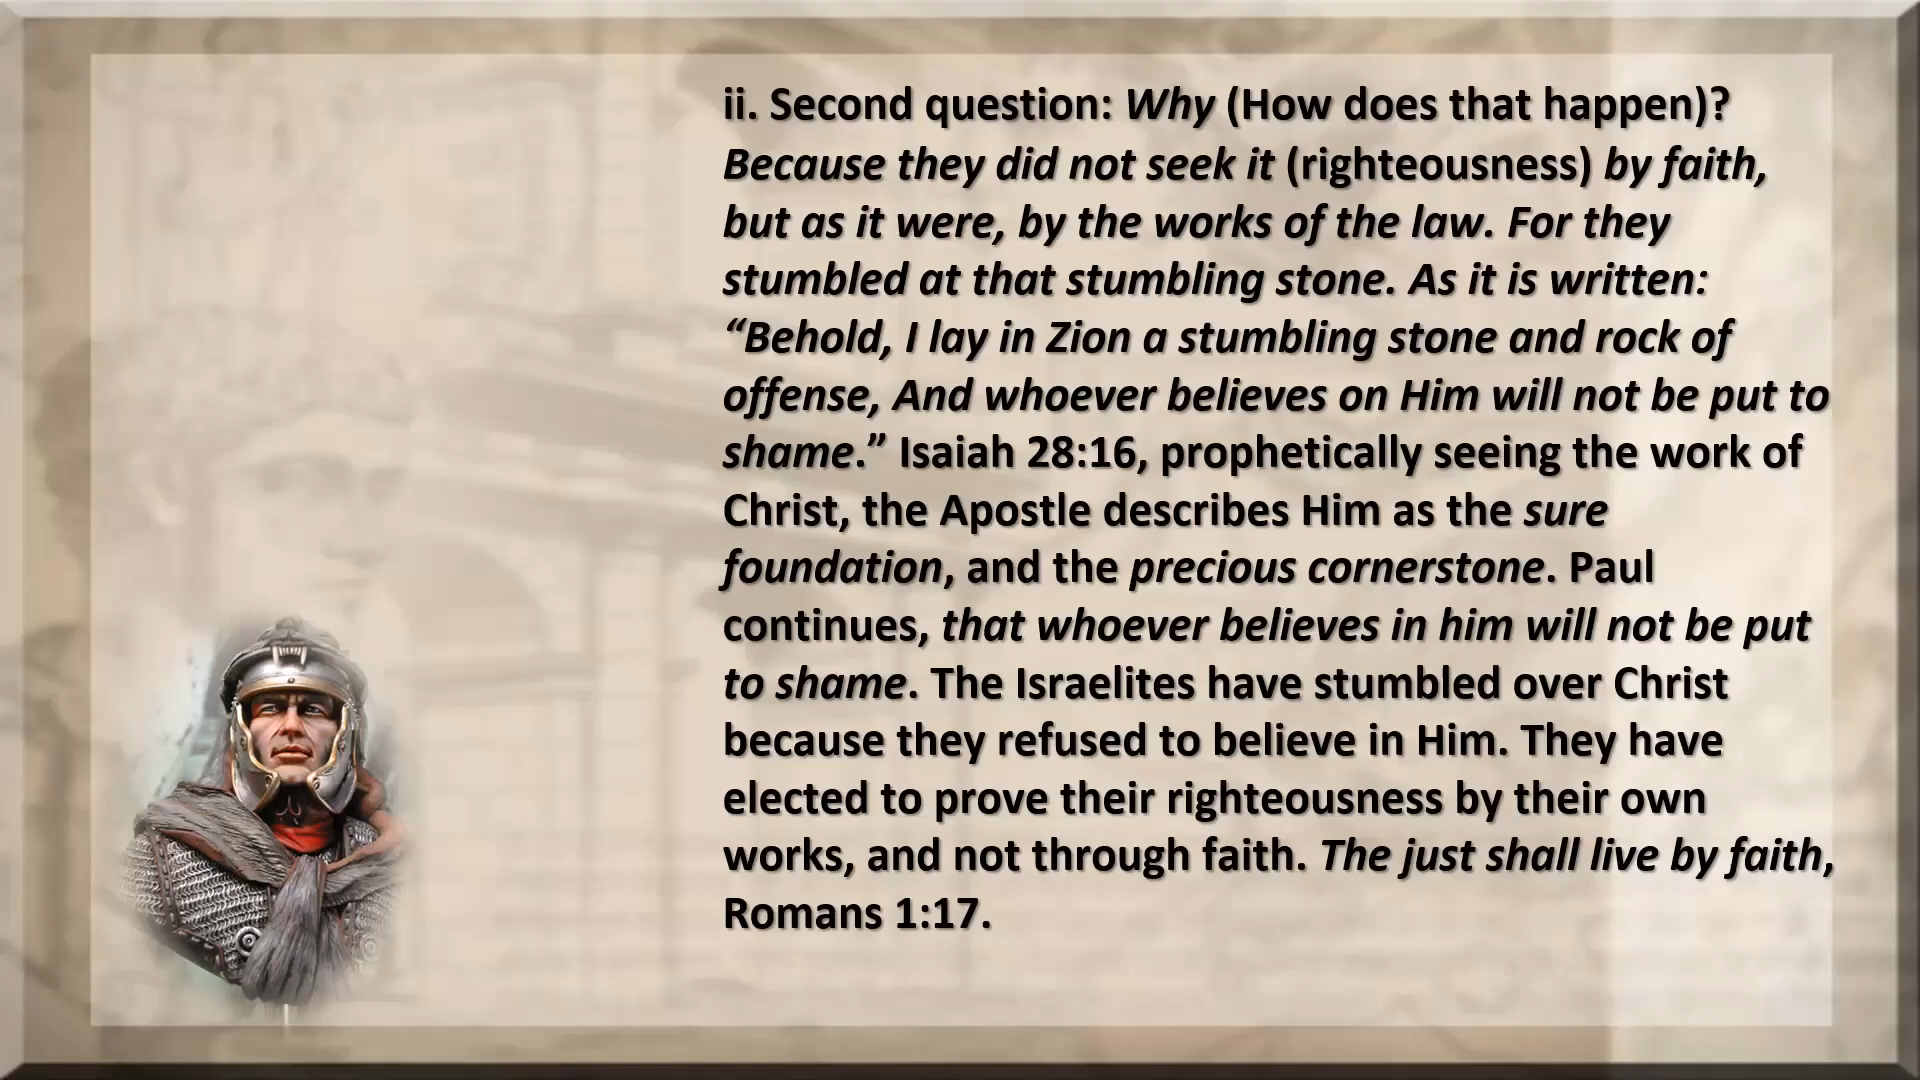 ii. Second question: Why (How does that happen)?
Because they did not seek it (righteousness) by faith,
but as it were, by the works of the law. For they
stumbled at that stumbling stone. As it is written:
“Behold, I lay in Zion a stumbling stone and rock of
offense, And whoever believes on Him will not be put to
shame.” Isaiah 28:16, prophetically seeing the work of
Christ, the Apostle describes Him as the sure
foundation, and the precious cornerstone. Paul
continues, that whoever believes in him will not be put
to shame. The Israelites have stumbled over Christ
because they refused to believe in Him. They have
elected to prove their righteousness by their own
works, and not through faith. The just shall live by faith,
Romans 1:17.